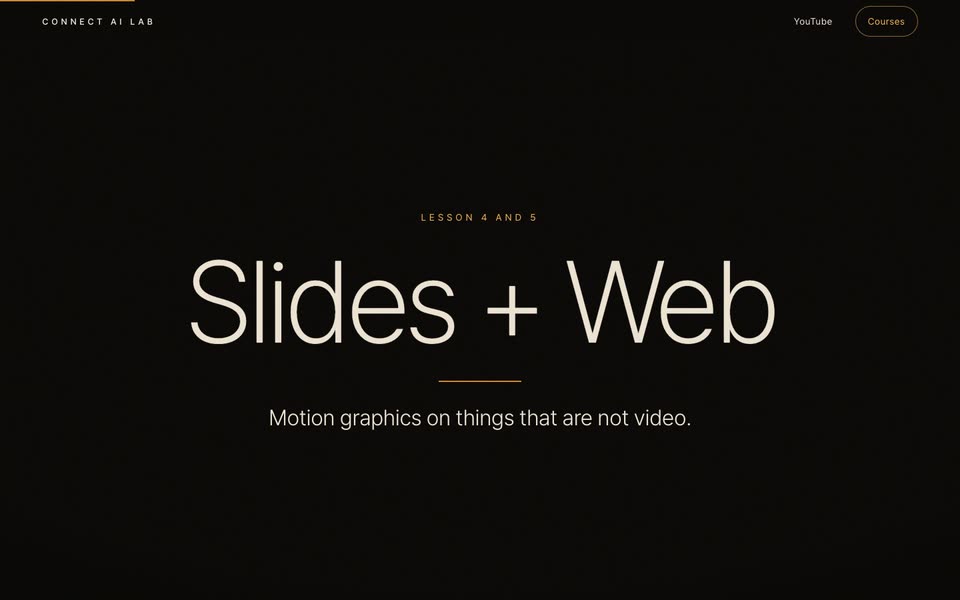 CONNECT AI LAB
YouTube
Courses
LESSON 4 AND 5
Slides + Web
Motion graphics on things that are not video.